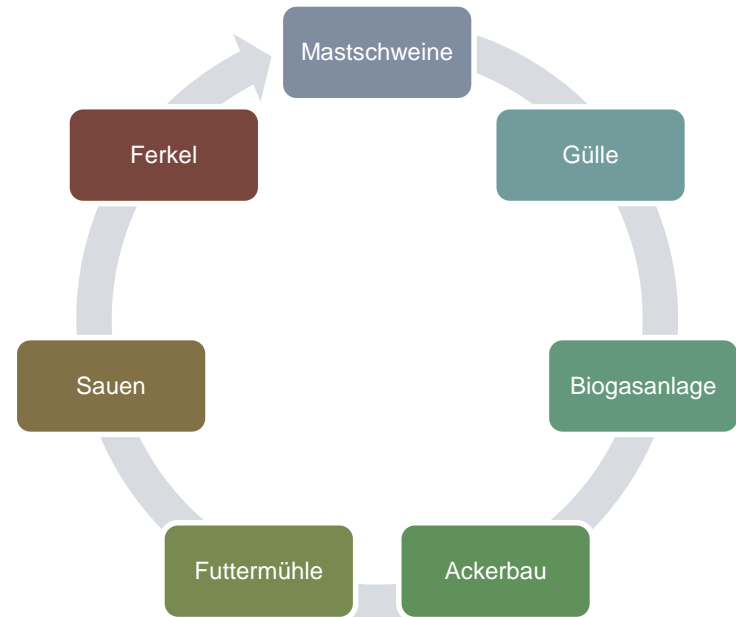 Mastschweine
Gülle
Biogasanlage
Ackerbau
Futtermühle
Sauen
Ferkel